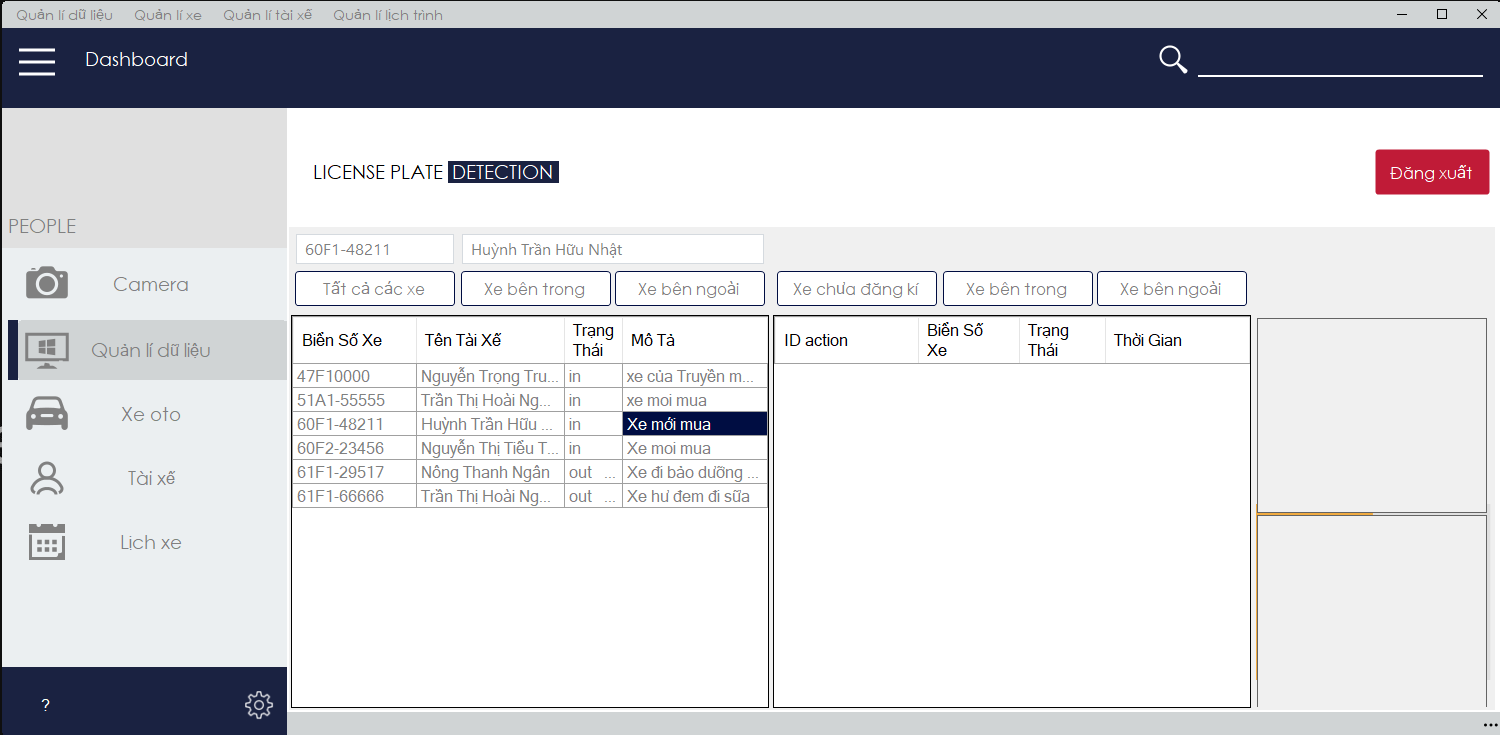 Quản lí dữ liệu Quản lí xe Quản lí tài xế Quản lí lịch trình
Dashboard
LICENSE PLATE DETECTION
Đăng xuất
PEOPLE
Camera
Quản lí dữ liệu
Xe oto
Tài xế
Lịch xe
?
60F1-48211 Huỳnh Trần Hữu Nhật
Tất cả các xe Xe bên trong Xe bên ngoài Xe chưa đăng kí Xe bên trong Xe bên ngoài
Biển Số Xe Tên Tài Xế Trạng Thái Mô Tả
47F10000 Nguyễn Trọng Tru... in xe của Truyền m...
51A1-55555 Trần Thị Hoài Ng... in xe moi mua
60F1-48211 Huỳnh Trần Hữu ... in Xe mới mua
60F2-23456 Nguyễn Thị Tiểu T... in Xe moi mua
61F1-29517 Nông Thanh Ngân out ... Xe đi bảo dưỡng ...
61F1-66666 Trần Thị Hoài Ng... out ... Xe hư đem đi sữa
ID action Biển Số Xe Trạng Thái Thời Gian